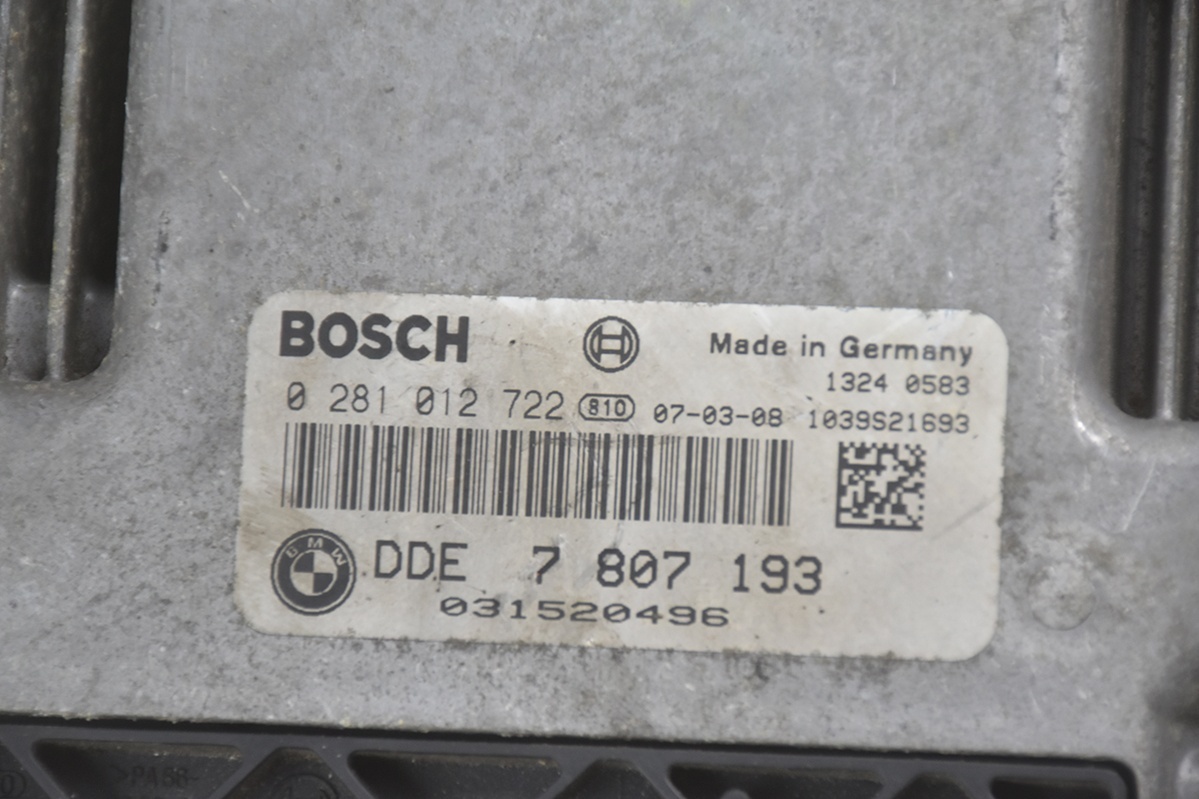 BOSCH
Made in Germany
1324 0583
0 281 012 722 810 07-03-08 1039S21693
BMW DDE 7 807 193
031520496